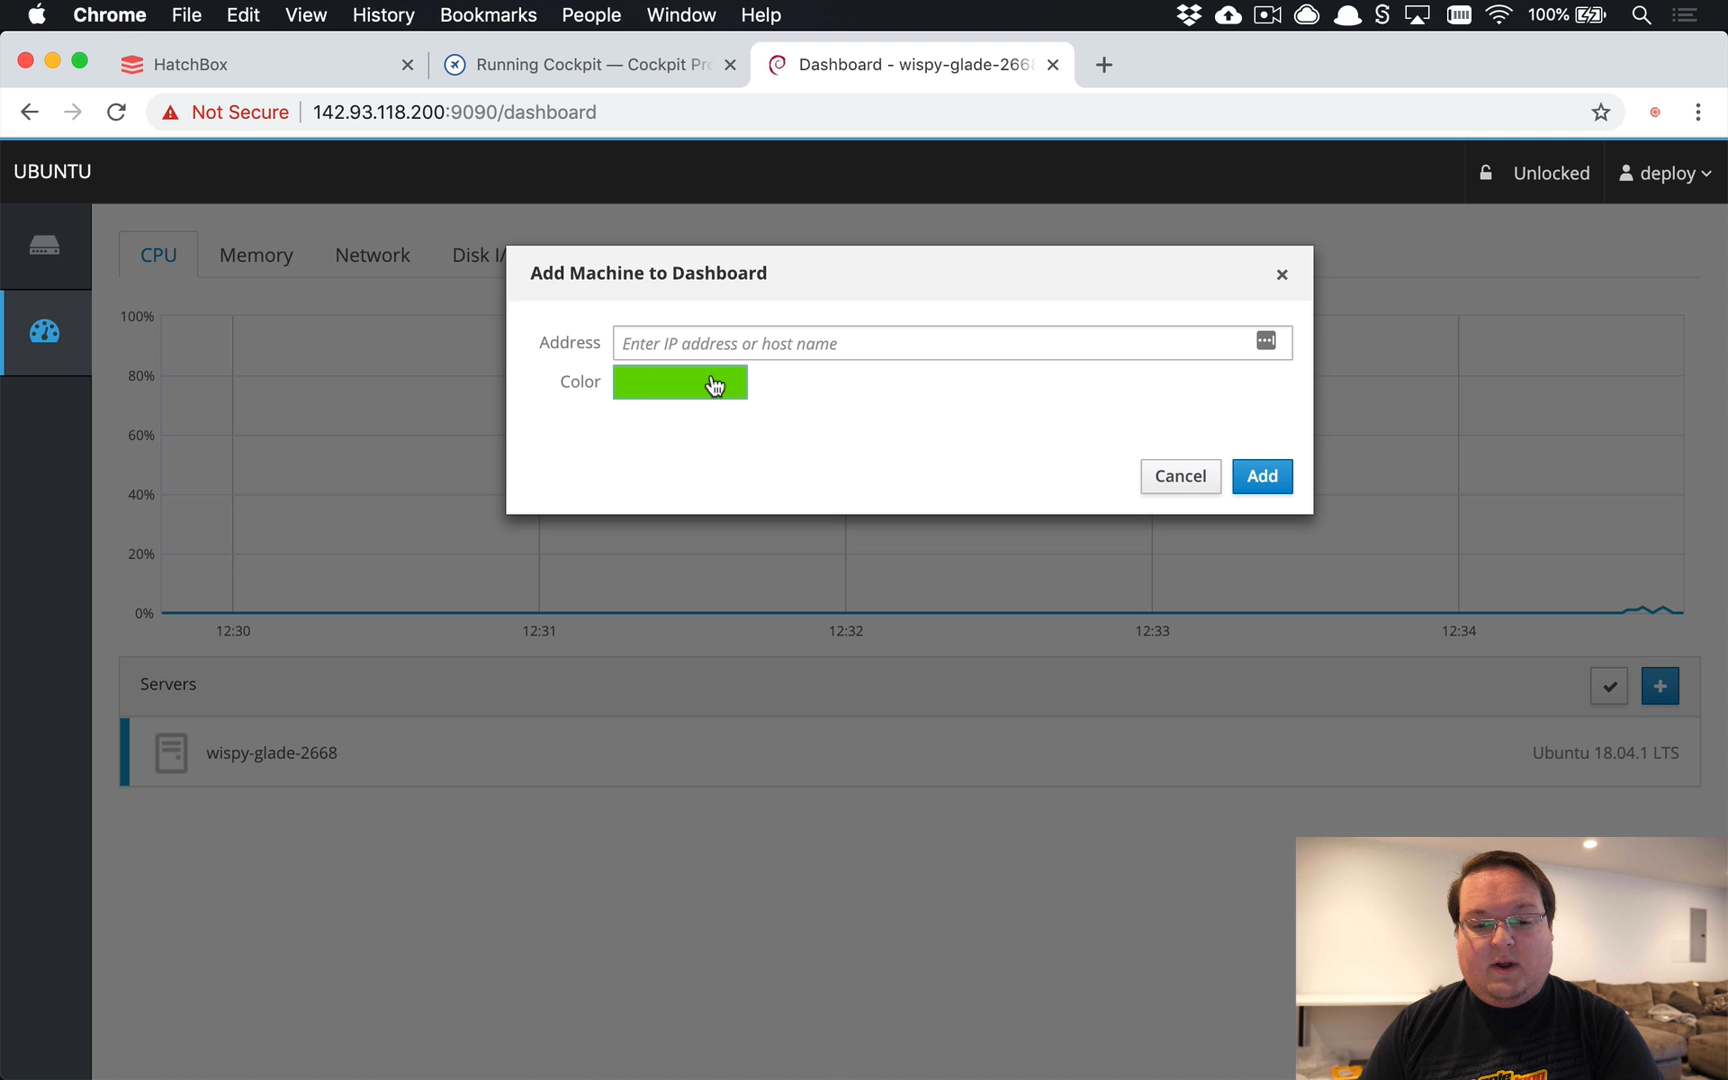 Chrome File Edit View History Bookmarks People Window Help 100%
HatchBox Running Cockpit — Cockpit Pro Dashboard - wispy-glade-2668
Not Secure 142.93.118.200:9090/dashboard
UBUNTU Unlocked deploy
CPU Memory Network Disk I/
Add Machine to Dashboard
Address Enter IP address or host name
Color
Cancel Add
100%
80%
60%
40%
20%
0%
12:30 12:31 12:32 12:33 12:34
Servers
wispy-glade-2668 Ubuntu 18.04.1 LTS